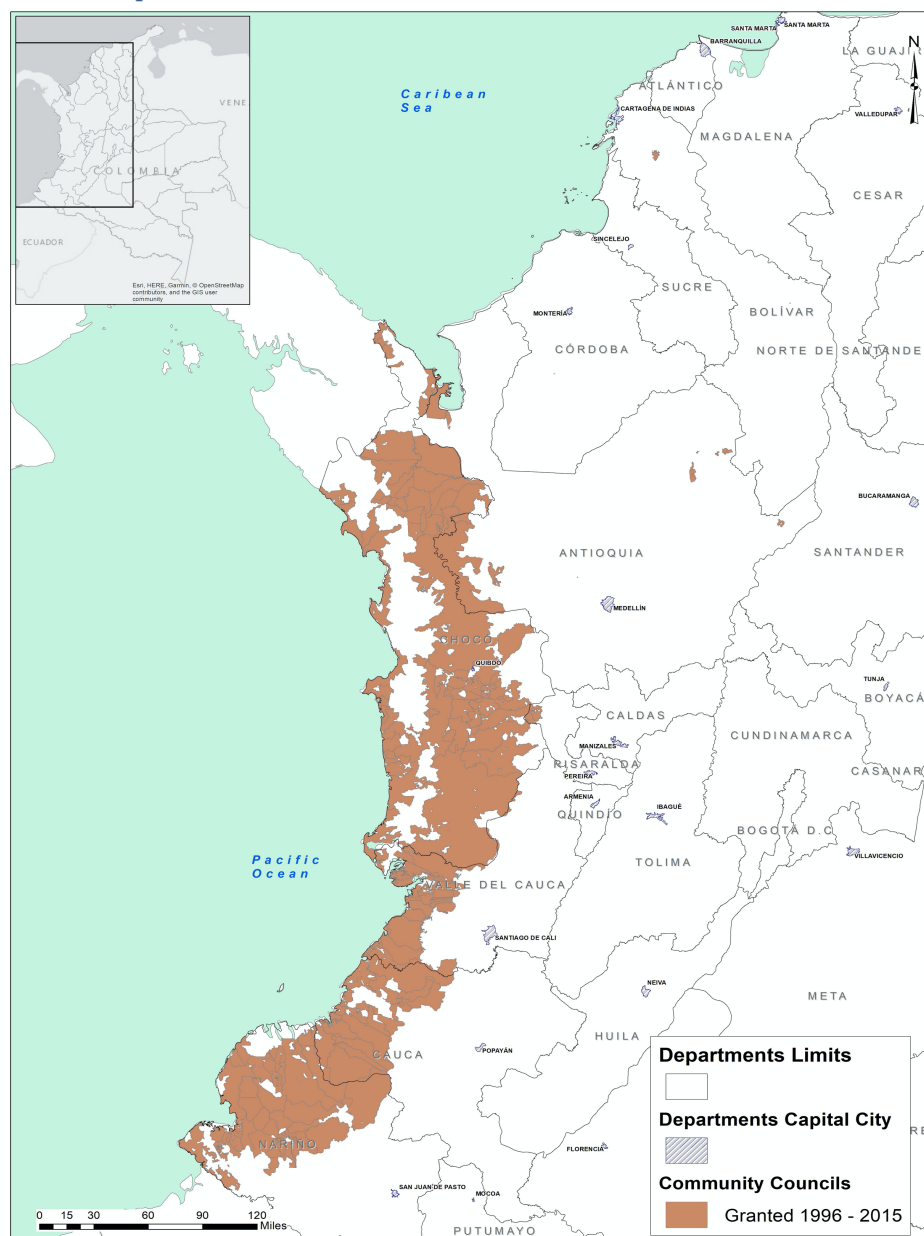 VENE
COLOMBIA
ECUADOR
Esri, HERE, Garmin, © OpenStreetMap
contributors, and the GIS user
community
Caribean
Sea
SANTA MARTA
SANTA MARTA
BARRANQUILLA
N
LA GUAJIR
ATLÁNTICO
CARTAGENA DE INDIAS
VALLEDUPAR
MAGDALENA
CESAR
SINCELEJO
SUCRE
MONTERÍA
BOLÍVAR
CÓRDOBA
NORTE DE SANTANDE
BUCARAMANGA
ANTIOQUIA
SANTANDER
MEDELLÍN
CHOCÓ
QUIBDÓ
TUNJA
BOYACÁ
CALDAS
CUNDINAMARCA
MANIZALES
RISARALDA
PEREIRA
CASANAR
ARMENIA
IBAGUÉ
QUINDÍO
BOGOTÁ D.C.
VILLAVICENCIO
Pacific
Ocean
TOLIMA
VALLE DEL CAUCA
SANTIAGO DE CALI
NEIVA
META
HUILA
POPAYÁN
CAUCA
NARIÑO
FLORENCIA
SAN JUAN DE PASTO
MOCOA
PUTUMAYO
Departments Limits
Departments Capital City
Community Councils
Granted 1996 - 2015
0 15 30 60 90 120
Miles